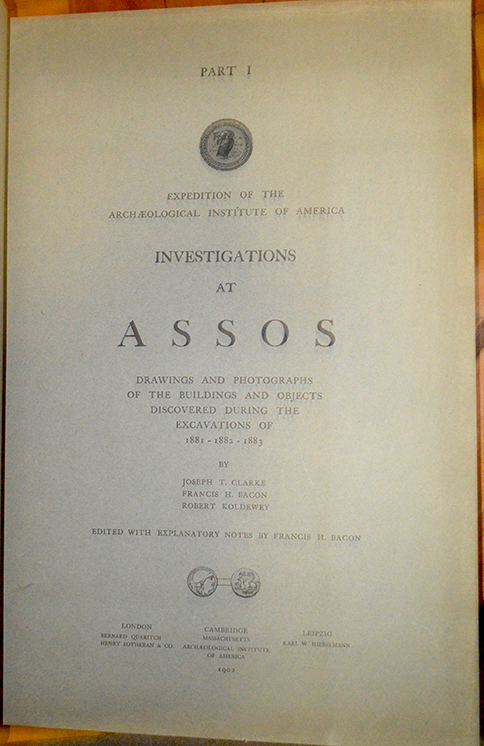 PART I
EXPEDITION OF THE
ARCHÆOLOGICAL INSTITUTE OF AMERICA
INVESTIGATIONS
AT
ASSOS
DRAWINGS AND PHOTOGRAPHS
OF THE BUILDINGS AND OBJECTS
DISCOVERED DURING THE
EXCAVATIONS OF
1881 - 1882 - 1883
BY
JOSEPH T. CLARKE
FRANCIS H. BACON
ROBERT KOLDEWEY
EDITED WITH EXPLANATORY NOTES BY FRANCIS H. BACON
LONDON
BERNARD QUARITCH
HENRY SOTHERAN & CO
CAMBRIDGE
MASSACHUSETTS
ARCHÆOLOGICAL INSTITUTE
OF AMERICA
1902
LEIPZIG
KARL W. HIERSEMANN